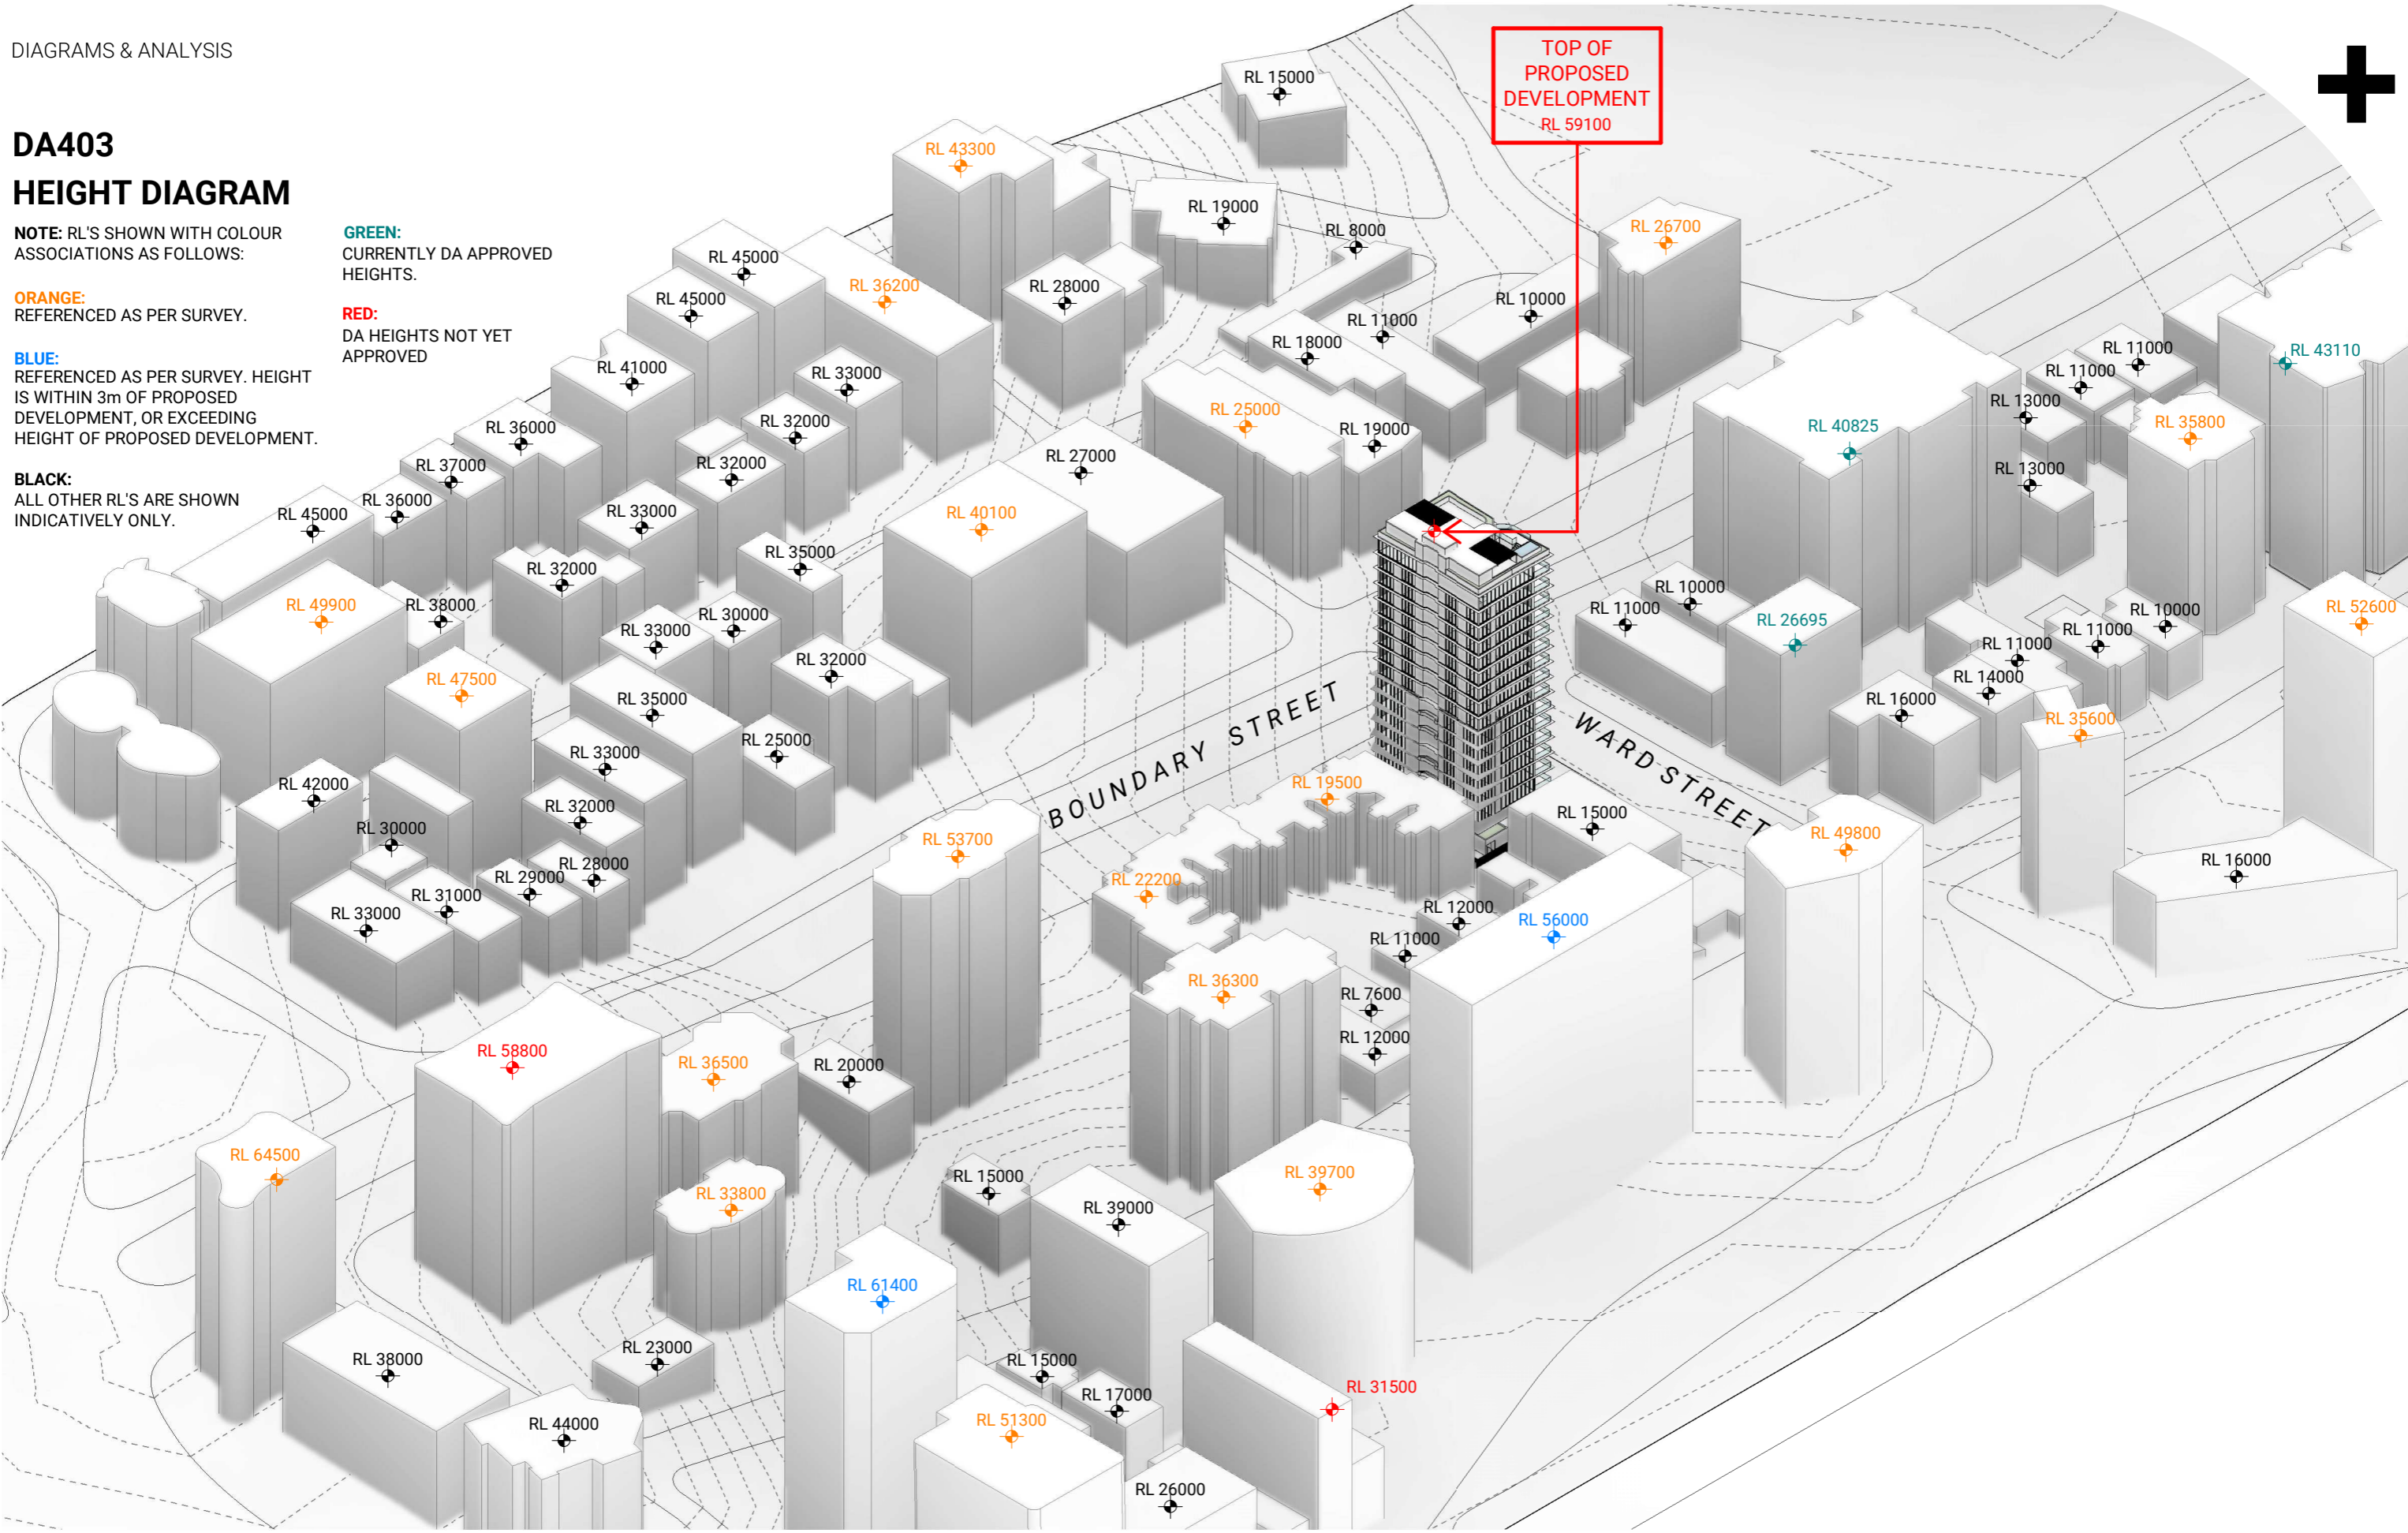 DIAGRAMS & ANALYSIS
DA403
HEIGHT DIAGRAM
NOTE: RL'S SHOWN WITH COLOUR
ASSOCIATIONS AS FOLLOWS:
ORANGE:
REFERENCED AS PER SURVEY.
BLUE:
REFERENCED AS PER SURVEY. HEIGHT
IS WITHIN 3m OF PROPOSED
DEVELOPMENT, OR EXCEEDING
HEIGHT OF PROPOSED DEVELOPMENT.
BLACK:
ALL OTHER RL'S ARE SHOWN
INDICATIVELY ONLY.
GREEN:
CURRENTLY DA APPROVED
HEIGHTS.
RED:
DA HEIGHTS NOT YET
APPROVED
TOP OF
PROPOSED
DEVELOPMENT
RL 59100
RL 15000
RL 43300
RL 19000
RL 8000
RL 26700
RL 45000
RL 36200
RL 28000
RL 45000
RL 10000
RL 11000
RL 18000
RL 41000
RL 33000
RL 11000
RL 43110
RL 11000
RL 13000
RL 25000
RL 32000
RL 36000
RL 19000
RL 40825
RL 35800
RL 27000
RL 37000
RL 32000
RL 13000
RL 36000
RL 45000
RL 33000
RL 40100
RL 35000
RL 32000
RL 10000
RL 11000
RL 49900
RL 38000
RL 30000
RL 33000
RL 26695
RL 10000
RL 52600
RL 11000
RL 11000
RL 32000
RL 47500
RL 14000
RL 35000
RL 16000
RL 35600
RL 25000
RL 33000
BOUNDARY STREET
WARD STREET
RL 42000
RL 19500
RL 32000
RL 15000
RL 30000
RL 53700
RL 49800
RL 28000
RL 29000
RL 16000
RL 22200
RL 31000
RL 33000
RL 12000
RL 56000
RL 11000
RL 36300
RL 7600
RL 12000
RL 58800
RL 36500
RL 20000
RL 64500
RL 15000
RL 39700
RL 33800
RL 39000
RL 61400
RL 23000
RL 38000
RL 15000
RL 31500
RL 17000
RL 44000
RL 51300
RL 26000